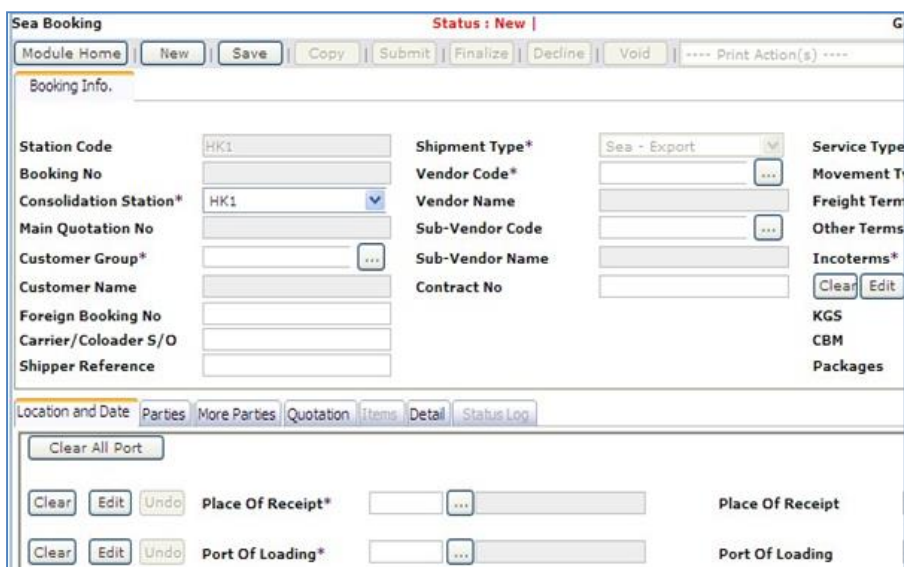 Sea Booking Status : New | G
Module Home | New | Save | Copy | Submit | Finalize | Decline | Void | ---- Print Action(s) ----
Booking Info.
Station Code HK1 Shipment Type* Sea - Export Service Type
Booking No Vendor Code* ... Movement Ty
Consolidation Station* HK1 Vendor Name Freight Term
Main Quotation No Sub-Vendor Code ... Other Terms
Customer Group* ... Sub-Vendor Name Incoterms*
Customer Name Contract No Clear Edit
Foreign Booking No KGS
Carrier/Coloader S/O CBM
Shipper Reference Packages
Location and Date Parties More Parties Quotation Items Detail Status Log
Clear All Port
Clear Edit Undo Place Of Receipt* ... Place Of Receipt
Clear Edit Undo Port Of Loading* ... Port Of Loading